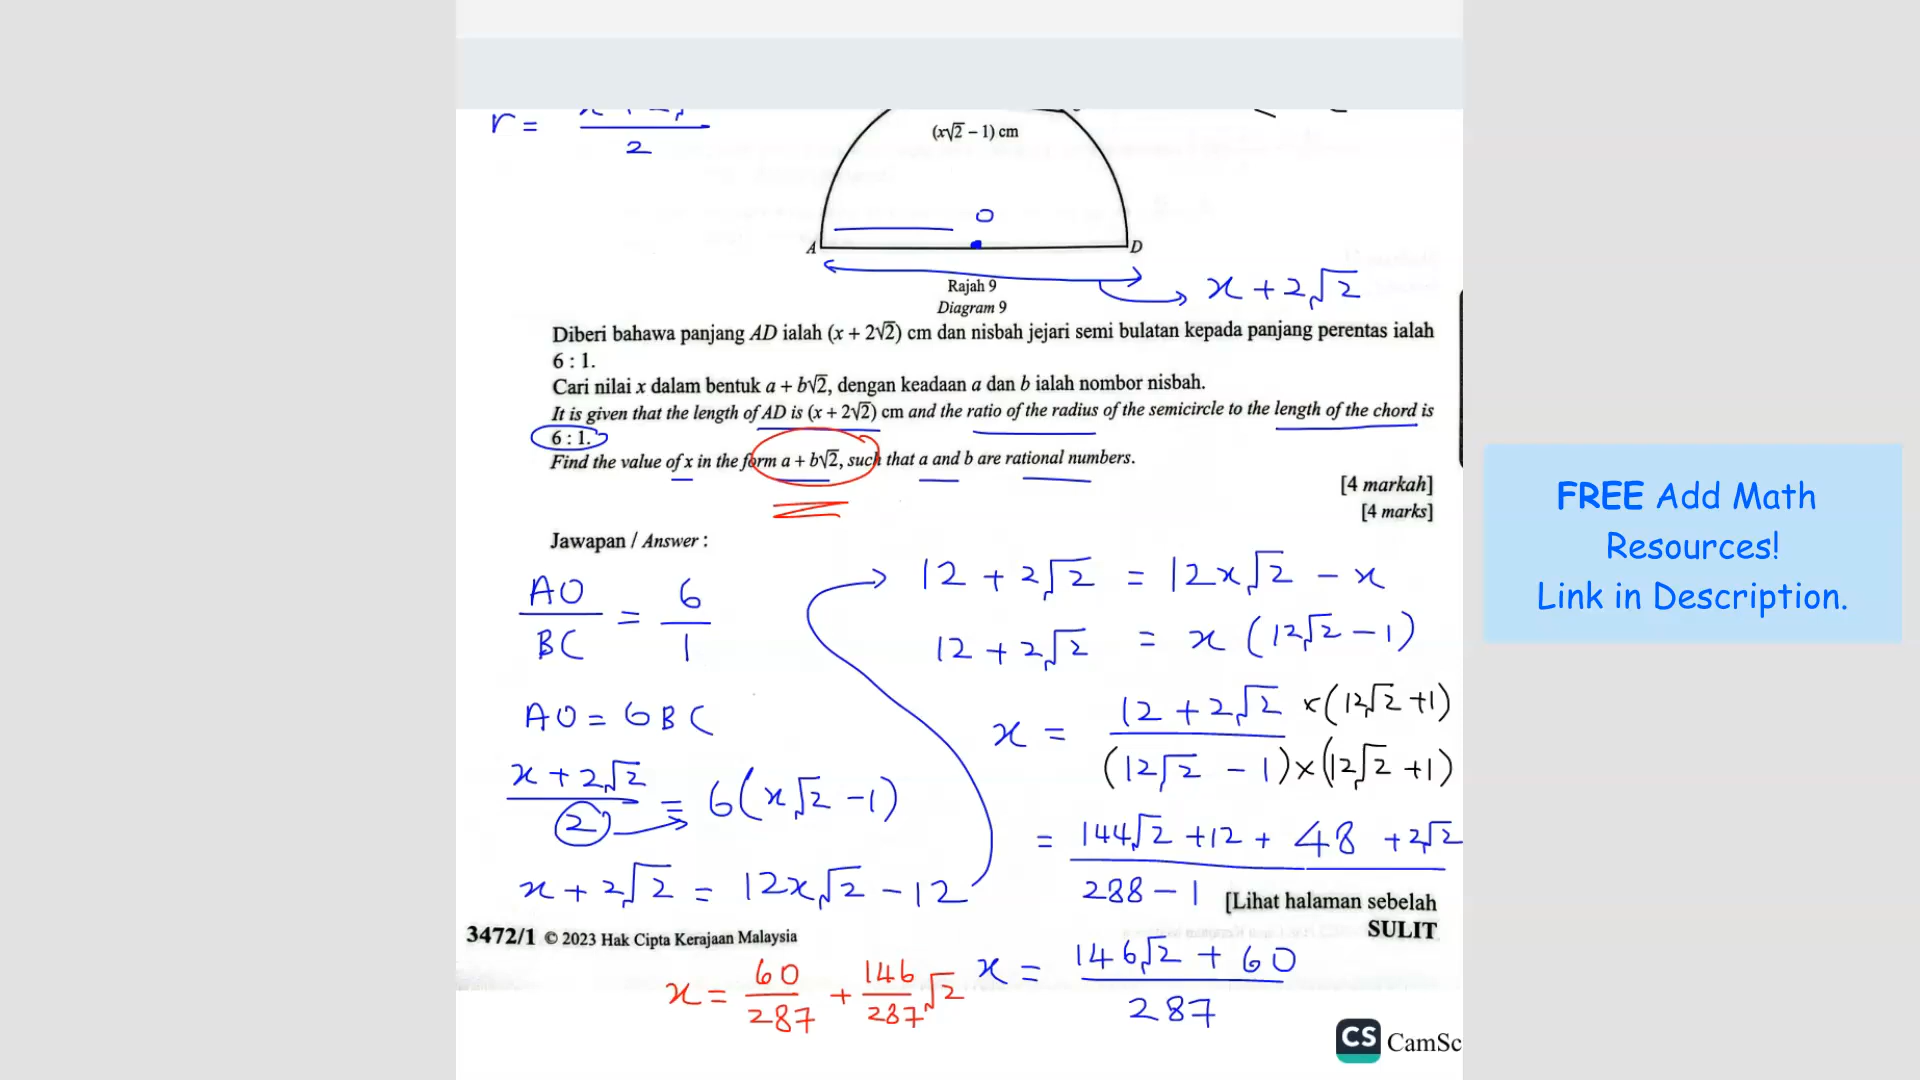 r =
2
(x√2 – 1) cm
O
A
D
Rajah 9
Diagram 9
x + 2√2
Diberi bahawa panjang AD ialah (x + 2√2) cm dan nisbah jejari semi bulatan kepada panjang perentas ialah
6 : 1.
Cari nilai x dalam bentuk a + b√2, dengan keadaan a dan b ialah nombor nisbah.
It is given that the length of AD is (x + 2√2) cm and the ratio of the radius of the semicircle to the length of the chord is
6 : 1.
Find the value of x in the form a + b√2, such that a and b are rational numbers.
[4 markah]
[4 marks]
Jawapan / Answer :
AO/BC = 6/1
AO = 6BC
(x + 2√2)/2 = 6(x√2 – 1)
x + 2√2 = 12x√2 – 12
12 + 2√2 = 12x√2 – x
12 + 2√2 = x(12√2 – 1)
x = (12 + 2√2 × (12√2 + 1))/((12√2 – 1) × (12√2 + 1))
= (144√2 + 12 + 48 + 2√2)/(288 – 1)
[Lihat halaman sebelah
SULIT
3472/1 © 2023 Hak Cipta Kerajaan Malaysia
x = (146√2 + 60)/287
x = 60/287 + 146/287 √2
CS CamSc
FREE Add Math
Resources!
Link in Description.